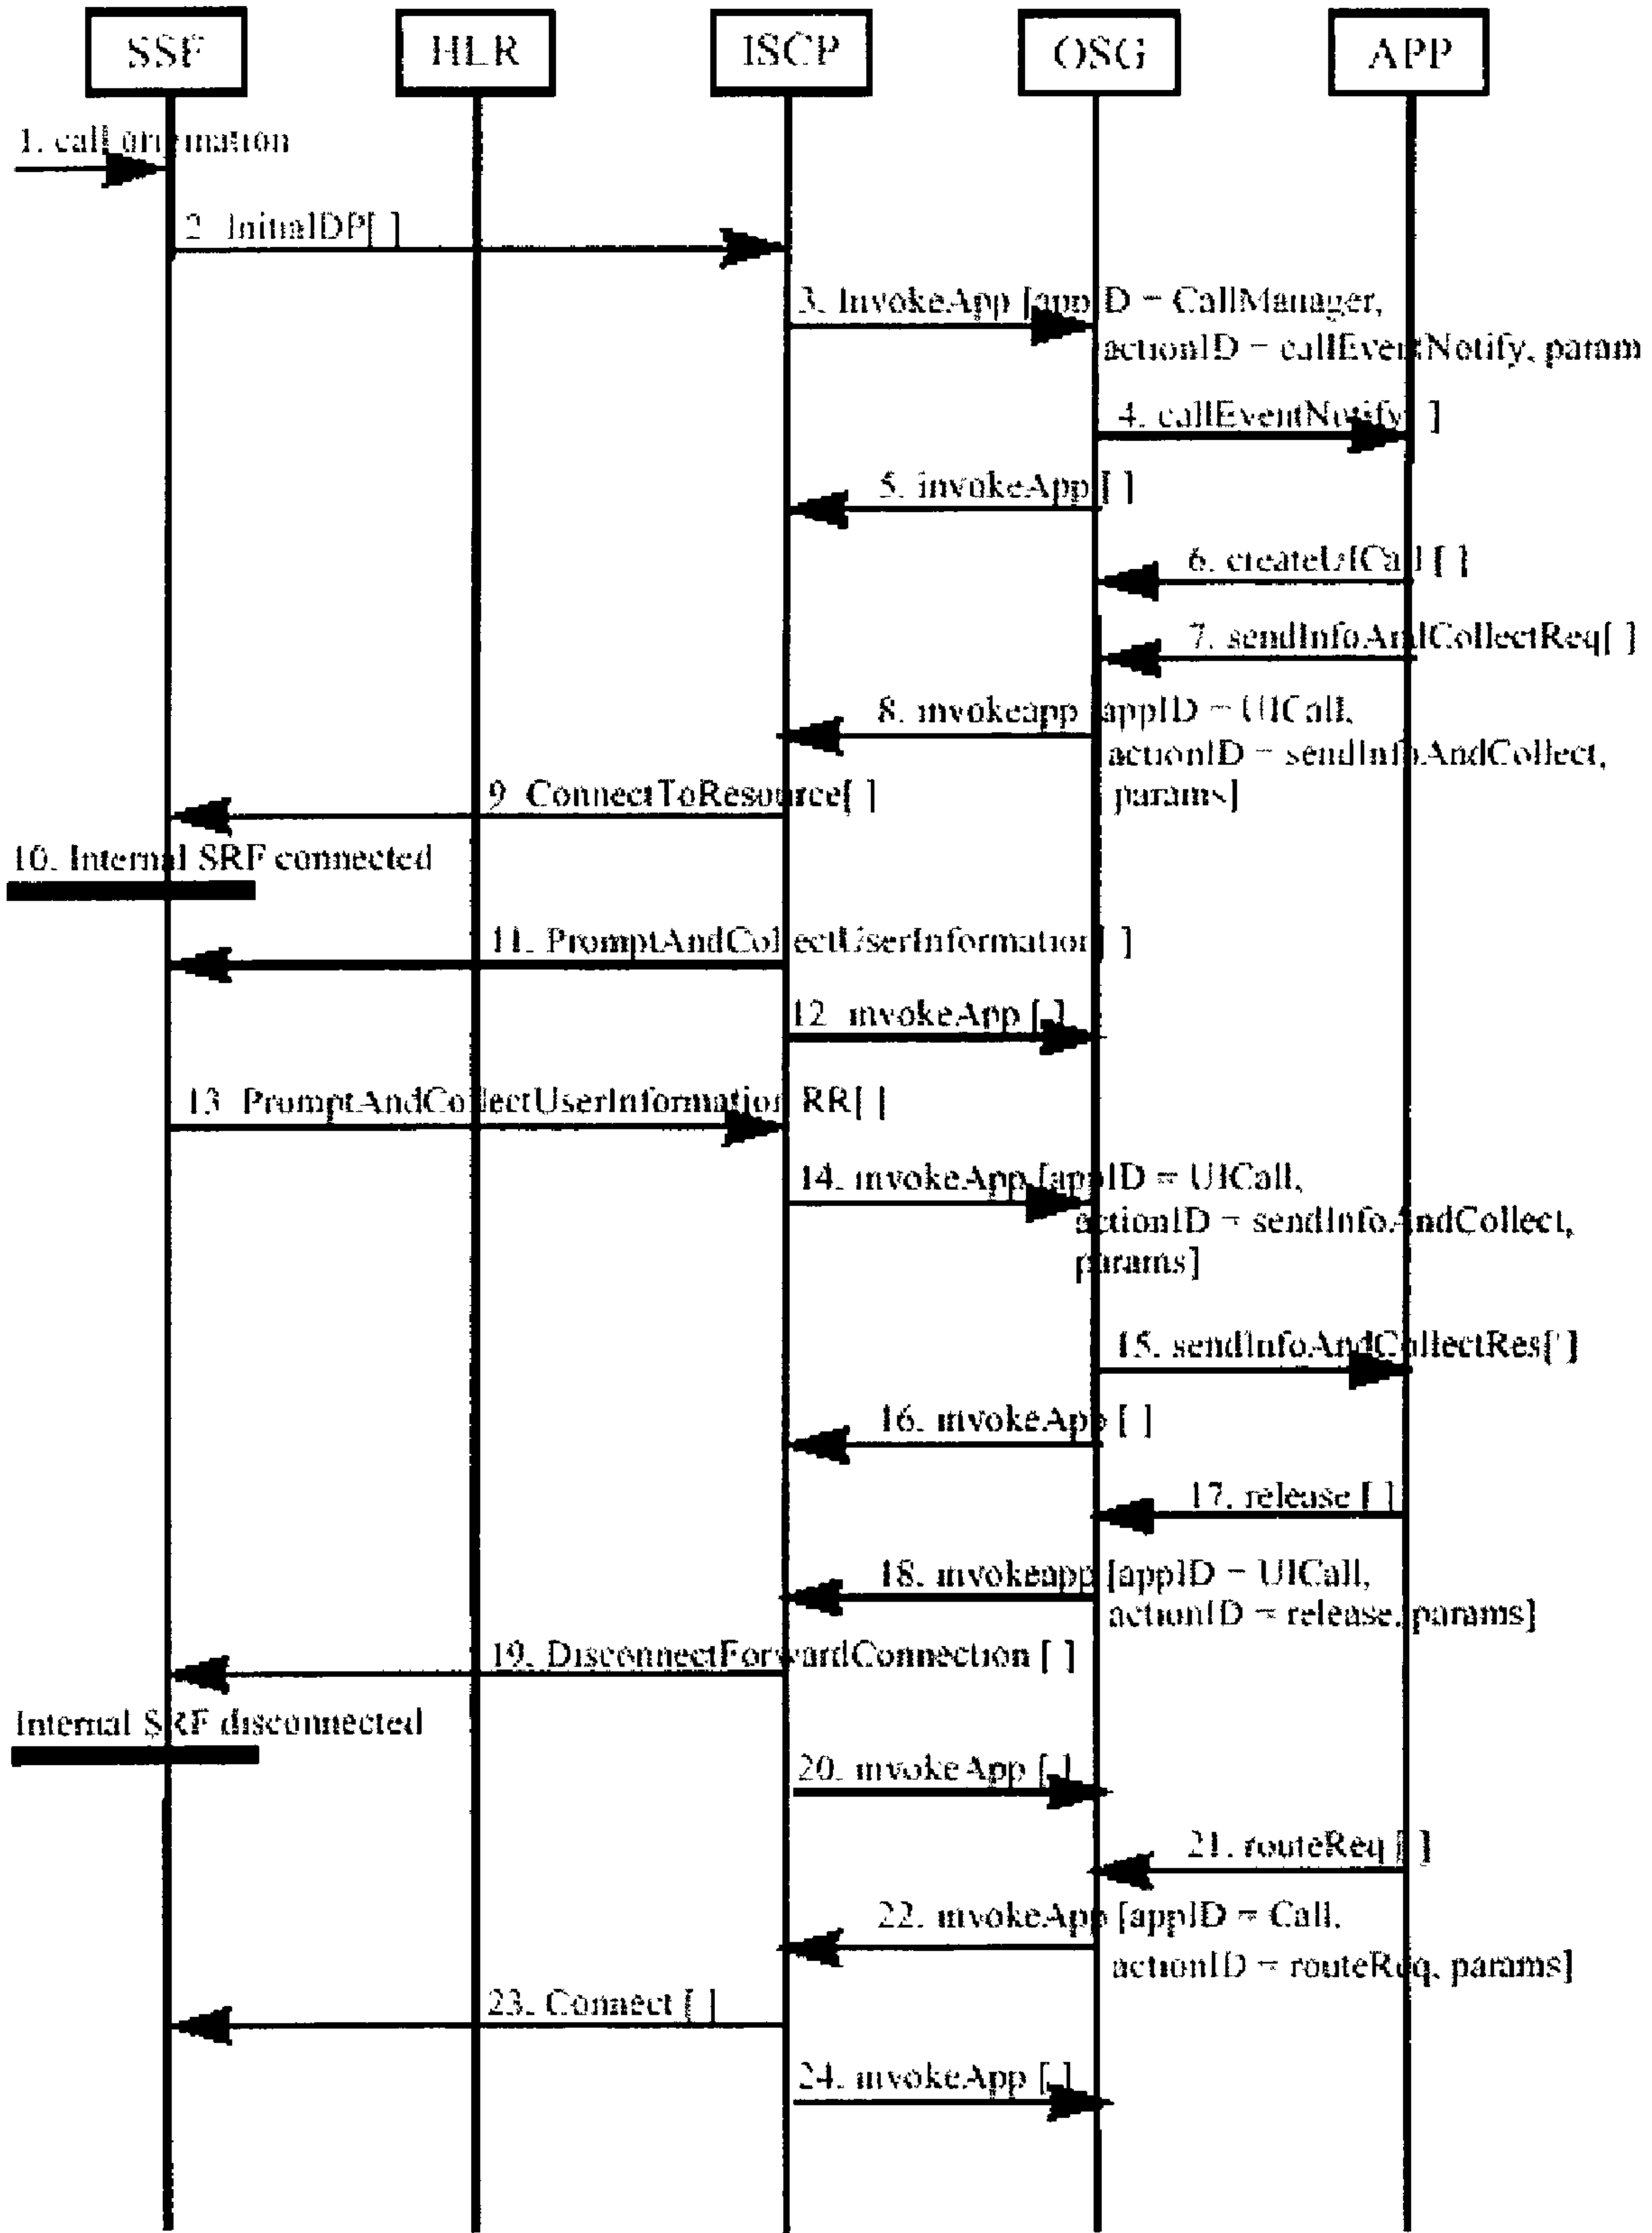 SSF
HLR
ISCP
OSG
APP
1. call origination
2. InitialDP[ ]
3. InvokeApp [appID = CallManager,
actionID = callEventNotify, param
4. callEventNotify[ ]
5. invokeApp [ ]
6. createUICall [ ]
7. sendInfoAndCollectReq[ ]
8. invokeapp [appID = UICall,
actionID = sendInfoAndCollect,
params]
9. ConnectToResource[ ]
10. Internal SRF connected
11. PromptAndCollectUserInformation[ ]
12. invokeApp [ ]
13. PromptAndCollectUserInformation RR[ ]
14. invokeApp [appID = UICall,
actionID = sendInfoAndCollect,
params]
15. sendInfoAndCollectRes[ ]
16. invokeApp [ ]
17. release [ ]
18. invokeapp [appID = UICall,
actionID = release, params]
19. DisconnectForwardConnection [ ]
Internal SRF disconnected
20. invokeApp [ ]
21. routeReq [ ]
22. invokeApp [appID = Call,
actionID = routeReq, params]
23. Connect [ ]
24. invokeApp [ ]